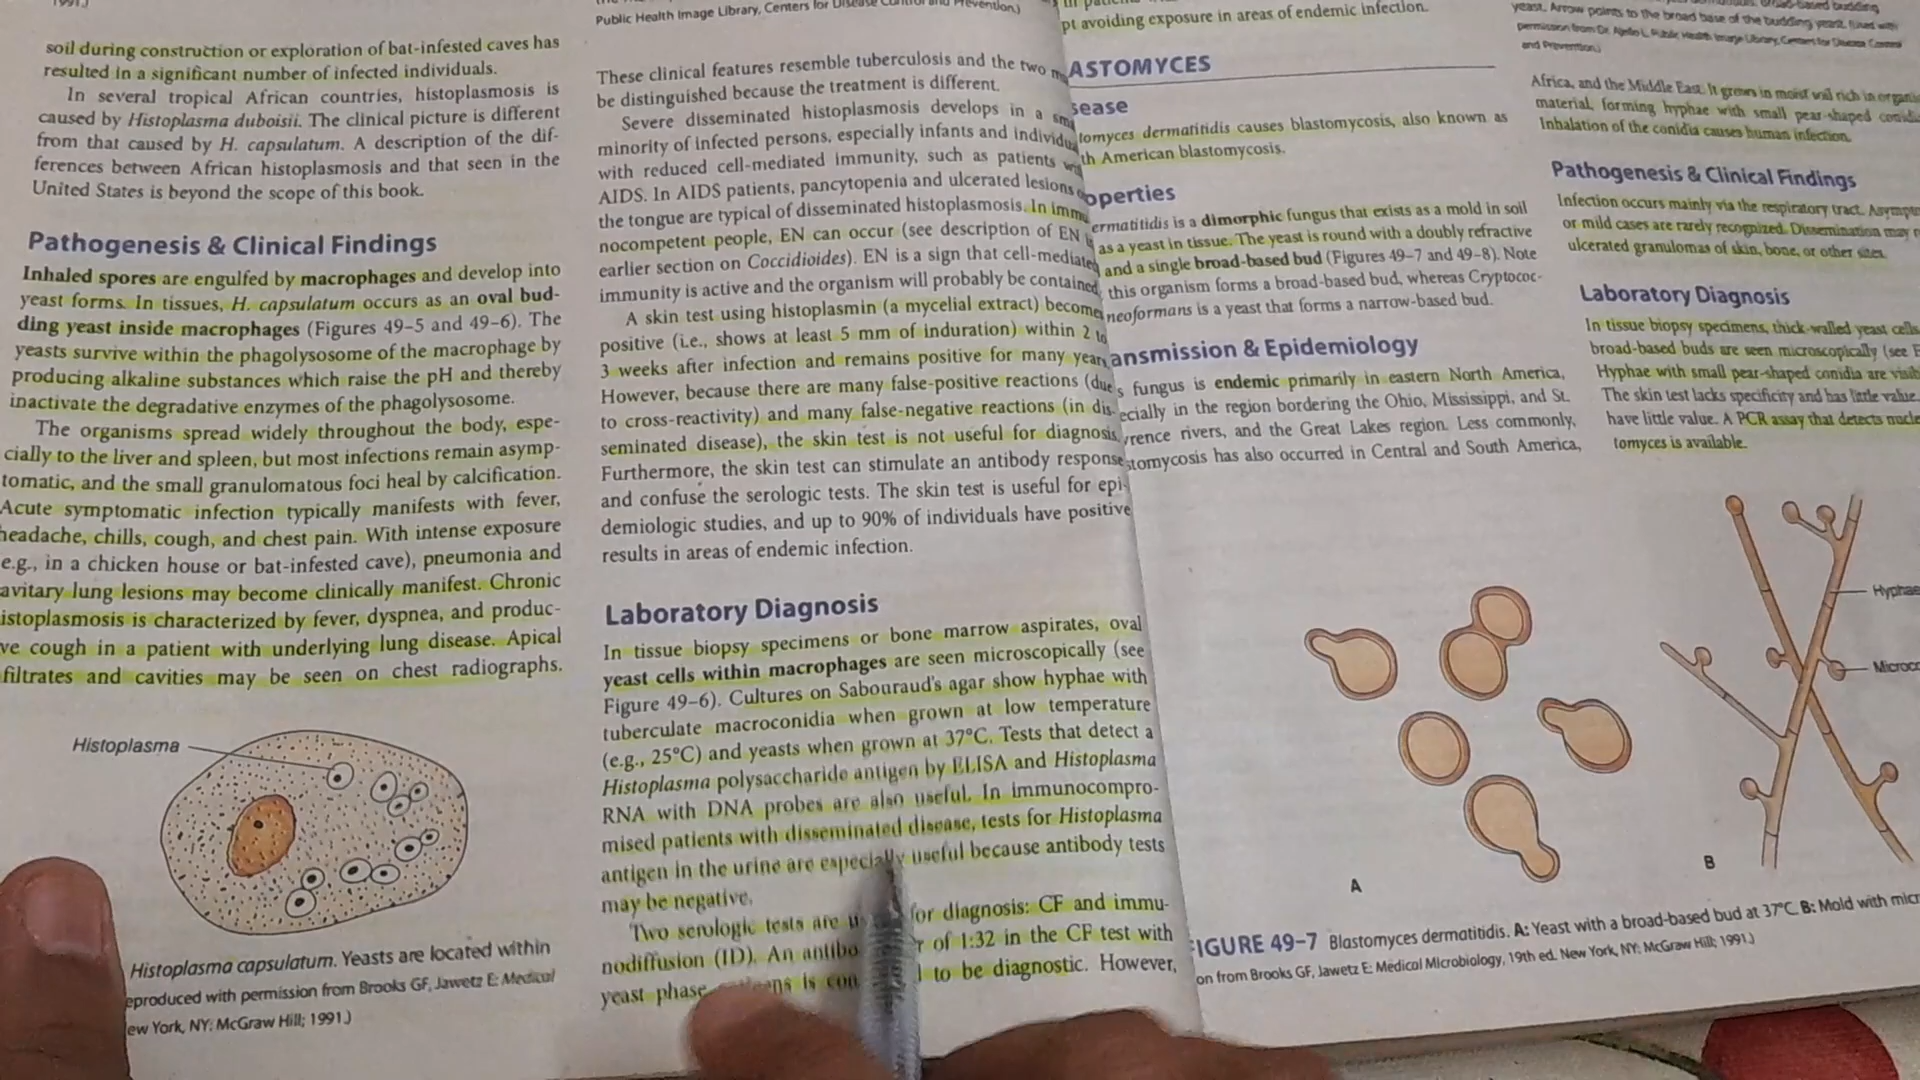 1991.)
soil during construction or exploration of bat-infested caves has
resulted in a significant number of infected individuals.
In several tropical African countries, histoplasmosis is
caused by Histoplasma duboisii. The clinical picture is different
from that caused by H. capsulatum. A description of the dif-
ferences between African histoplasmosis and that seen in the
United States is beyond the scope of this book.
Pathogenesis & Clinical Findings
Inhaled spores are engulfed by macrophages and develop into
yeast forms. In tissues, H. capsulatum occurs as an oval bud-
ding yeast inside macrophages (Figures 49-5 and 49-6). The
yeasts survive within the phagolysosome of the macrophage by
producing alkaline substances which raise the pH and thereby
inactivate the degradative enzymes of the phagolysosome.
The organisms spread widely throughout the body, espe-
cially to the liver and spleen, but most infections remain asymp-
tomatic, and the small granulomatous foci heal by calcification.
Acute symptomatic infection typically manifests with fever,
headache, chills, cough, and chest pain. With intense exposure
e.g., in a chicken house or bat-infested cave), pneumonia and
avitary lung lesions may become clinically manifest. Chronic
istoplasmosis is characterized by fever, dyspnea, and produc-
ve cough in a patient with underlying lung disease. Apical
filtrates and cavities may be seen on chest radiographs.
Histoplasma
Histoplasma capsulatum. Yeasts are located within
eproduced with permission from Brooks GF, Jawetz E: Medical
ew York, NY: McGraw Hill; 1991.)
Public Health Image Library, Centers for Disease Control and Prevention.)
These clinical features resemble tuberculosis and the two
be distinguished because the treatment is different.
Severe disseminated histoplasmosis develops in a
minority of infected persons, especially infants and individu
with reduced cell-mediated immunity, such as patients
AIDS. In AIDS patients, pancytopenia and ulcerated lesions
the tongue are typical of disseminated histoplasmosis. In immu
nocompetent people, EN can occur (see description of EN
earlier section on Coccidioides). EN is a sign that cell-mediated
immunity is active and the organism will probably be contained
A skin test using histoplasmin (a mycelial extract) become
positive (i.e., shows at least 5 mm of induration) within 2 to
3 weeks after infection and remains positive for many year
However, because there are many false-positive reactions (due
to cross-reactivity) and many false-negative reactions (in dis-
seminated disease), the skin test is not useful for diagnosis
Furthermore, the skin test can stimulate an antibody response
and confuse the serologic tests. The skin test is useful for epi-
demiologic studies, and up to 90% of individuals have positive
results in areas of endemic infection.
Laboratory Diagnosis
In tissue biopsy specimens or bone marrow aspirates, oval
yeast cells within macrophages are seen microscopically (see
Figure 49-6). Cultures on Sabouraud's agar show hyphae with
tuberculate macroconidia when grown at low temperature
(e.g., 25°C) and yeasts when grown at 37°C. Tests that detect a
Histoplasma polysaccharide antigen by ELISA and Histoplasma
RNA with DNA probes are also useful. In immunocompro-
mised patients with disseminated disease, tests for Histoplasma
antigen in the urine are especially useful because antibody tests
may be negative.
Two serologic tests are for diagnosis: CF and immu-
nodiffusion (ID). An antibo r of 1:32 in the CF test with
yeast phase is to be diagnostic. However,
pt avoiding exposure in areas of endemic infection.
ASTOMYCES
sease
tomyces dermatitidis causes blastomycosis, also known as
th American blastomycosis.
operties
ermatitidis is a dimorphic fungus that exists as a mold in soil
as a yeast in tissue. The yeast is round with a doubly refractive
and a single broad-based bud (Figures 49-7 and 49-8). Note
this organism forms a broad-based bud, whereas Cryptococ-
neoformans is a yeast that forms a narrow-based bud.
ansmission & Epidemiology
s fungus is endemic primarily in eastern North America,
ecially in the region bordering the Ohio, Mississippi, and St.
rence rivers, and the Great Lakes region. Less commonly,
stomycosis has also occurred in Central and South America,
A
IGURE 49-7 Blastomyces dermatitidis. A: Yeast with a broad-based bud at 37°C. B: Mold with micr
on from Brooks GF, Jawetz E: Medical Microbiology, 19th ed. New York, NY: McGraw Hill; 1991.)
yeast. Arrow points to the broad base of the budding yeast. (Used with
permission from Dr. Ajello L, Public Health Image Library, Centers for Disease Control
and Prevention.)
Africa, and the Middle East. It grows in moist soil rich in organi
material, forming hyphae with small pear-shaped conidi
Inhalation of the conidia causes human infection.
Pathogenesis & Clinical Findings
Infection occurs mainly via the respiratory tract. Asympt
or mild cases are rarely recognized. Dissemination may r
ulcerated granulomas of skin, bone, or other sites.
Laboratory Diagnosis
In tissue biopsy specimens, thick-walled yeast cells
broad-based buds are seen microscopically (see F
Hyphae with small pear-shaped conidia are visib
The skin test lacks specificity and has little value.
have little value. A PCR assay that detects nucle
tomyces is available.
Hyphae
Microco
B